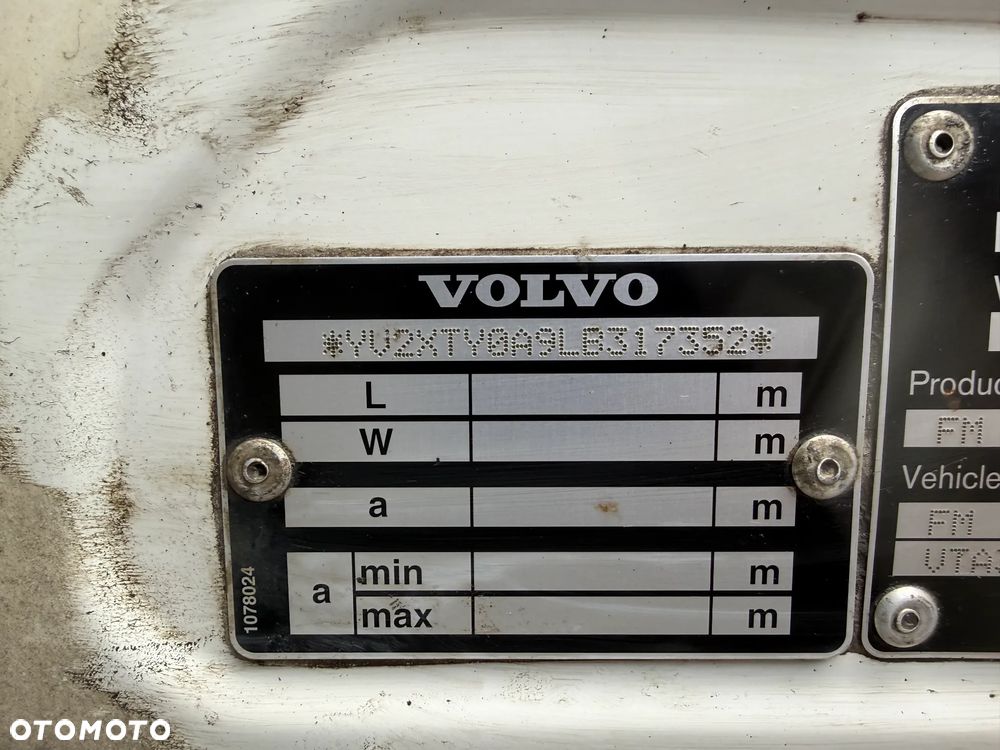 VOLVO
*YV2XTY0A9LB317352*
L m
W m
a m
a min m
max m
1078024
Produc
FM
Vehicle
FM
VTA
OTOMOTO